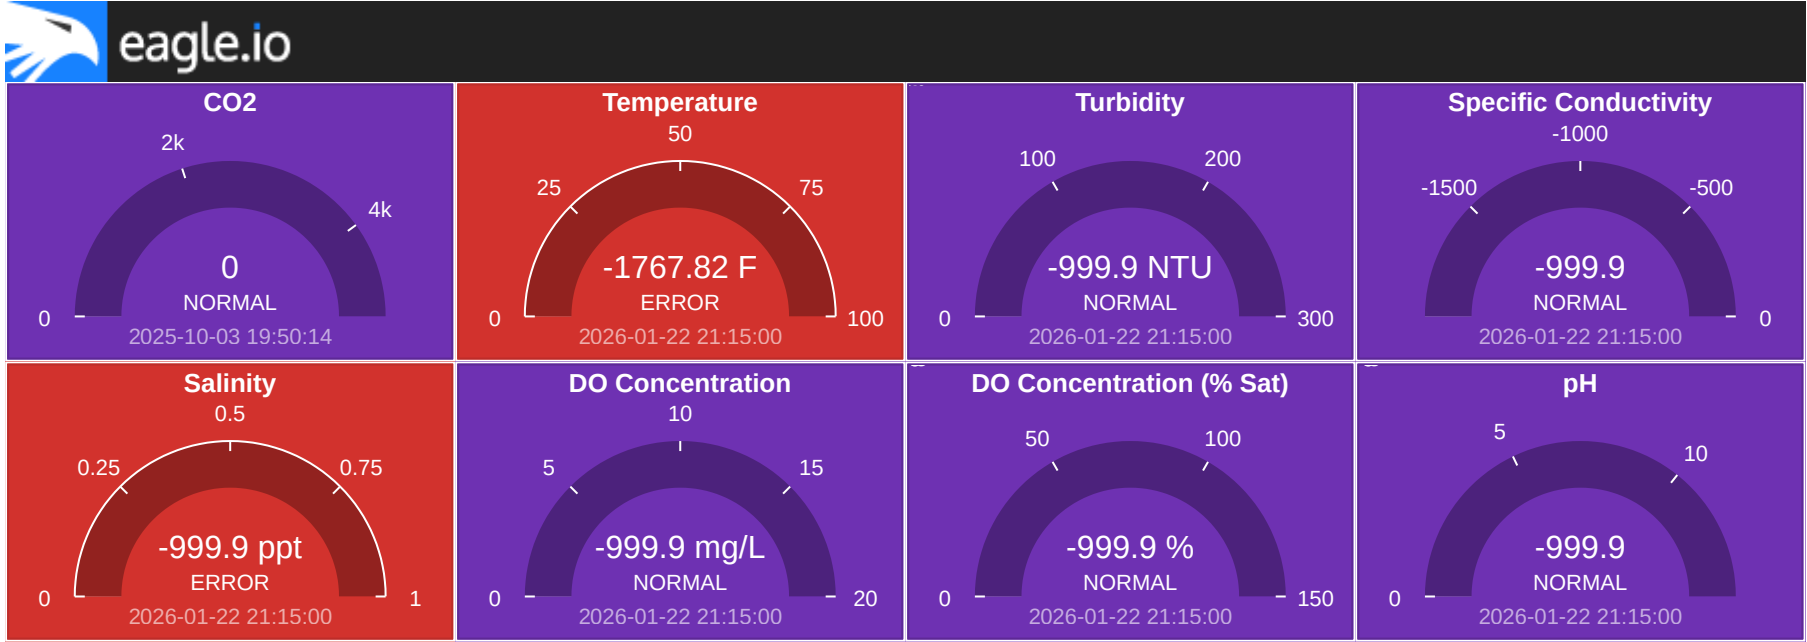 eagle.io
CO2
2k
4k
0
0
NORMAL
2025-10-03 19:50:14
Temperature
50
25
75
-1767.82 F
ERROR
0
100
2026-01-22 21:15:00
Turbidity
100
200
-999.9 NTU
NORMAL
0
300
2026-01-22 21:15:00
Specific Conductivity
-1000
-1500
-500
-999.9
NORMAL
0
2026-01-22 21:15:00
Salinity
0.5
0.25
0.75
-999.9 ppt
ERROR
0
1
2026-01-22 21:15:00
DO Concentration
10
5
15
-999.9 mg/L
NORMAL
0
20
2026-01-22 21:15:00
DO Concentration (% Sat)
50
100
-999.9 %
NORMAL
0
150
2026-01-22 21:15:00
pH
5
10
-999.9
NORMAL
0
2026-01-22 21:15:00